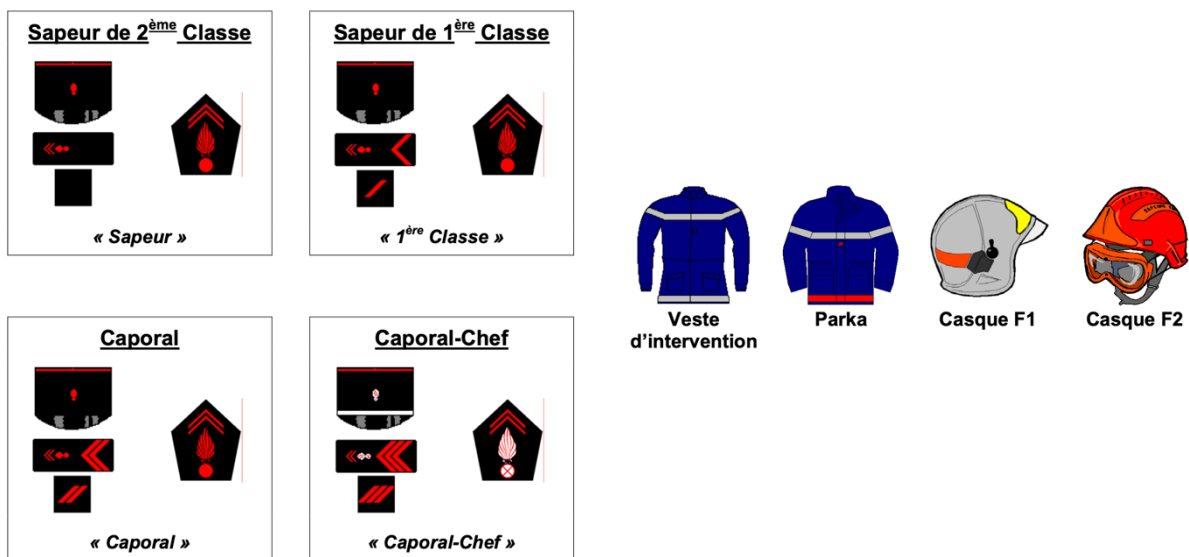 Sapeur de 2ème Classe
« Sapeur »
Sapeur de 1ère Classe
« 1ère Classe »
Caporal
« Caporal »
Caporal-Chef
« Caporal-Chef »
Veste
d’intervention
Parka
Casque F1
Casque F2